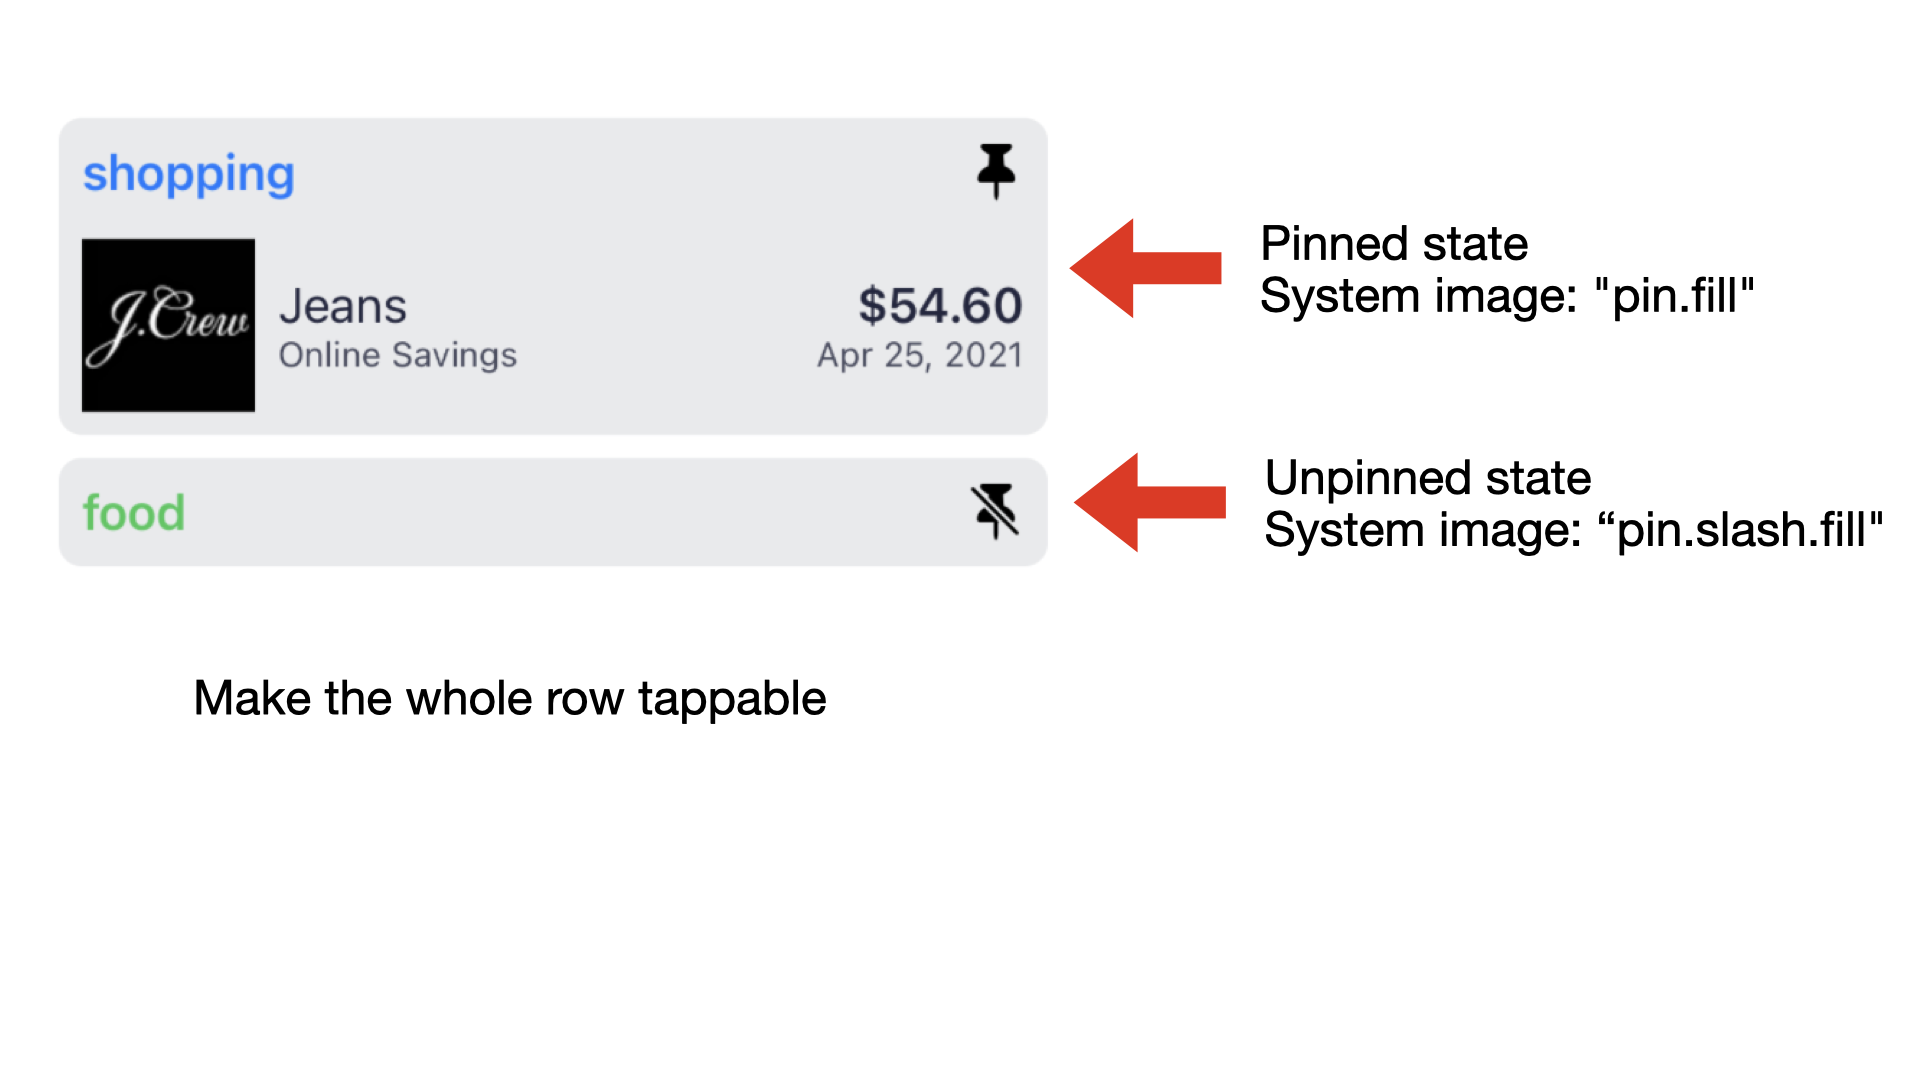 shopping
J.Crew
Jeans
$54.60
Online Savings
Apr 25, 2021
Pinned state
System image: "pin.fill"
food
Unpinned state
System image: “pin.slash.fill"
Make the whole row tappable